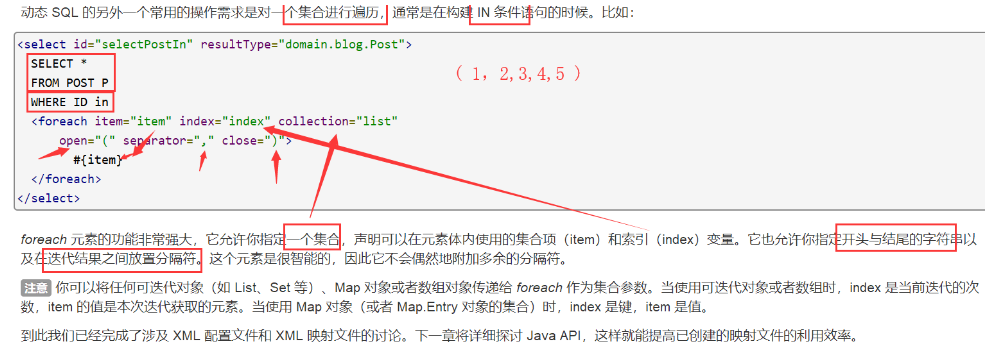 动态 SQL 的另外一个常用的操作需求是对一个集合进行遍历，通常是在构建 IN 条件语句的时候。比如：
<select id="selectPostIn" resultType="domain.blog.Post">
SELECT *
（ 1，2,3,4,5 ）
FROM POST P
WHERE ID in
<foreach item="item" index="index" collection="list"
open="(" separator="," close=")">
#{item}
</foreach>
</select>
foreach 元素的功能非常强大，它允许你指定一个集合，声明可以在元素体内使用的集合项（item）和索引（index）变量。它也允许你指定开头与结尾的字符串以
及在迭代结果之间放置分隔符。这个元素是很智能的，因此它不会偶然地附加多余的分隔符。
注意 你可以将任何可迭代对象（如 List、Set 等）、Map 对象或者数组对象传递给 foreach 作为集合参数。当使用可迭代对象或者数组时，index 是当前迭代的次
数，item 的值是本次迭代获取的元素。当使用 Map 对象（或者 Map.Entry 对象的集合）时，index 是键，item 是值。
到此我们已经完成了涉及 XML 配置文件和 XML 映射文件的讨论。下一章将详细探讨 Java API，这样就能提高已创建的映射文件的利用效率。